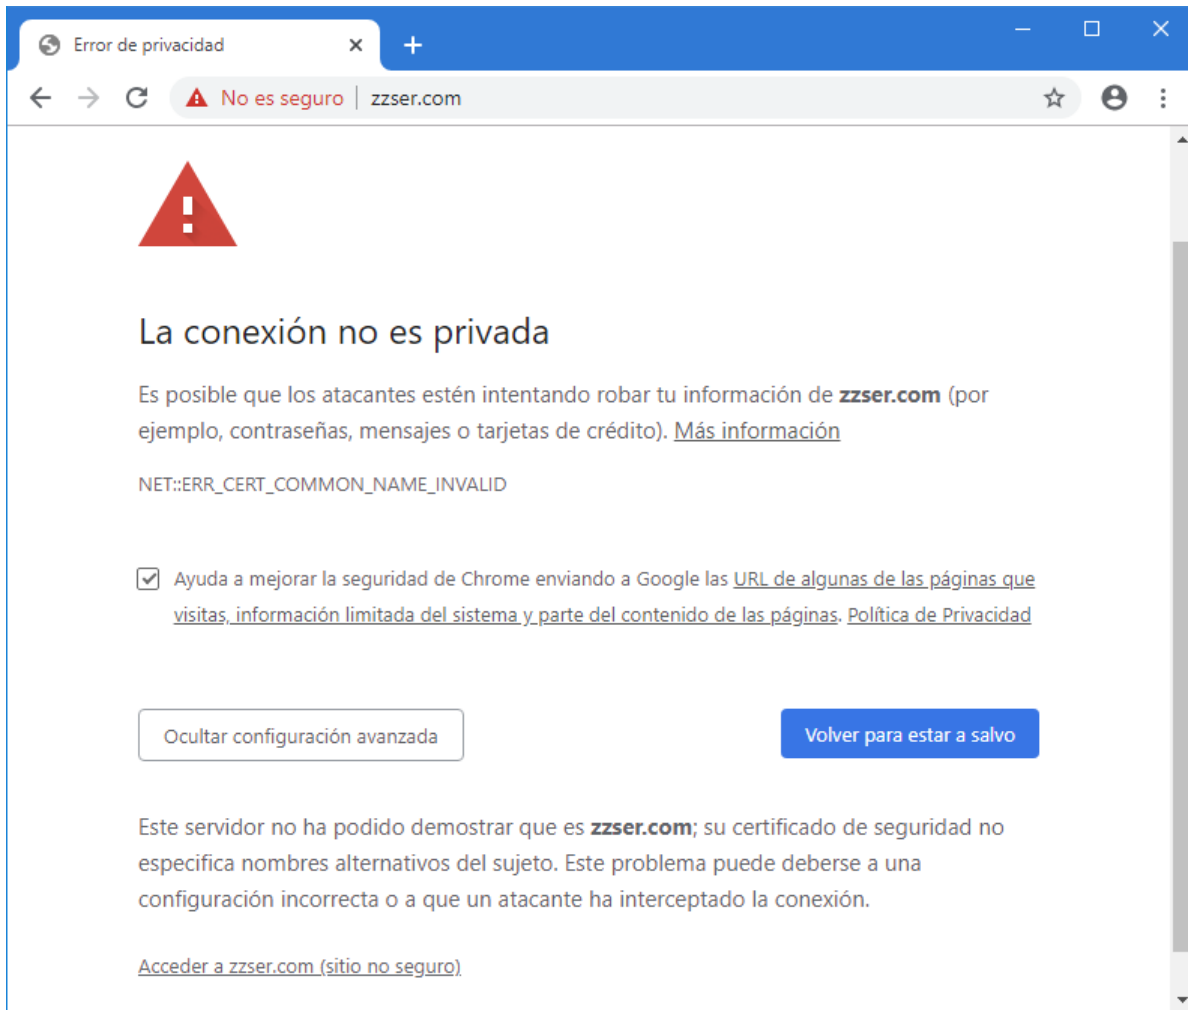 Error de privacidad
No es seguro zzser.com
La conexión no es privada
Es posible que los atacantes estén intentando robar tu información de zzser.com (por
ejemplo, contraseñas, mensajes o tarjetas de crédito). Más información
NET::ERR_CERT_COMMON_NAME_INVALID
Ayuda a mejorar la seguridad de Chrome enviando a Google las URL de algunas de las páginas que
visitas, información limitada del sistema y parte del contenido de las páginas. Política de Privacidad
Ocultar configuración avanzada
Volver para estar a salvo
Este servidor no ha podido demostrar que es zzser.com; su certificado de seguridad no
especifica nombres alternativos del sujeto. Este problema puede deberse a una
configuración incorrecta o a que un atacante ha interceptado la conexión.
Acceder a zzser.com (sitio no seguro)